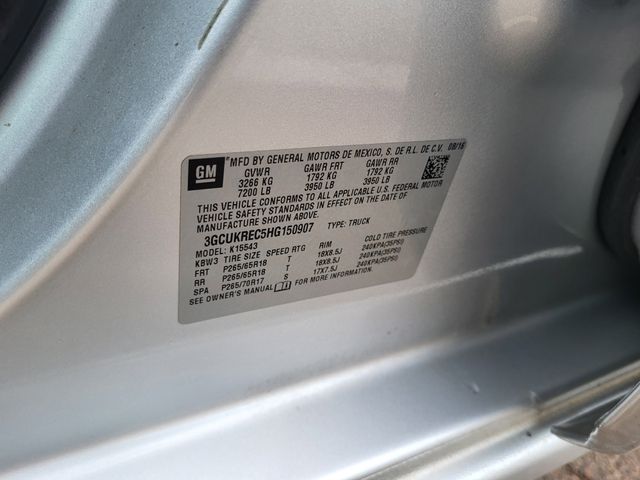 GM
MFD BY GENERAL MOTORS DE MEXICO, S. DE R.L. DE C.V. 08/16
GVWR GAWR FRT GAWR RR
3266 KG 1792 KG 1792 KG
7200 LB 3950 LB 3950 LB
THIS VEHICLE CONFORMS TO ALL APPLICABLE U.S. FEDERAL MOTOR
VEHICLE SAFETY STANDARDS IN EFFECT ON THE DATE OF
MANUFACTURE SHOWN ABOVE.
3GCUKREC5HG150907 TYPE: TRUCK
MODEL: K15543
KBW3 TIRE SIZE SPEED RTG RIM COLD TIRE PRESSURE
FRT P265/65R18 T 18X8.5J 240KPA(35PSI)
RR P265/65R18 T 18X8.5J 240KPA(35PSI)
SPA P265/70R17 S 17X7.5J 240KPA(35PSI)
SEE OWNER'S MANUAL FOR MORE INFORMATION.